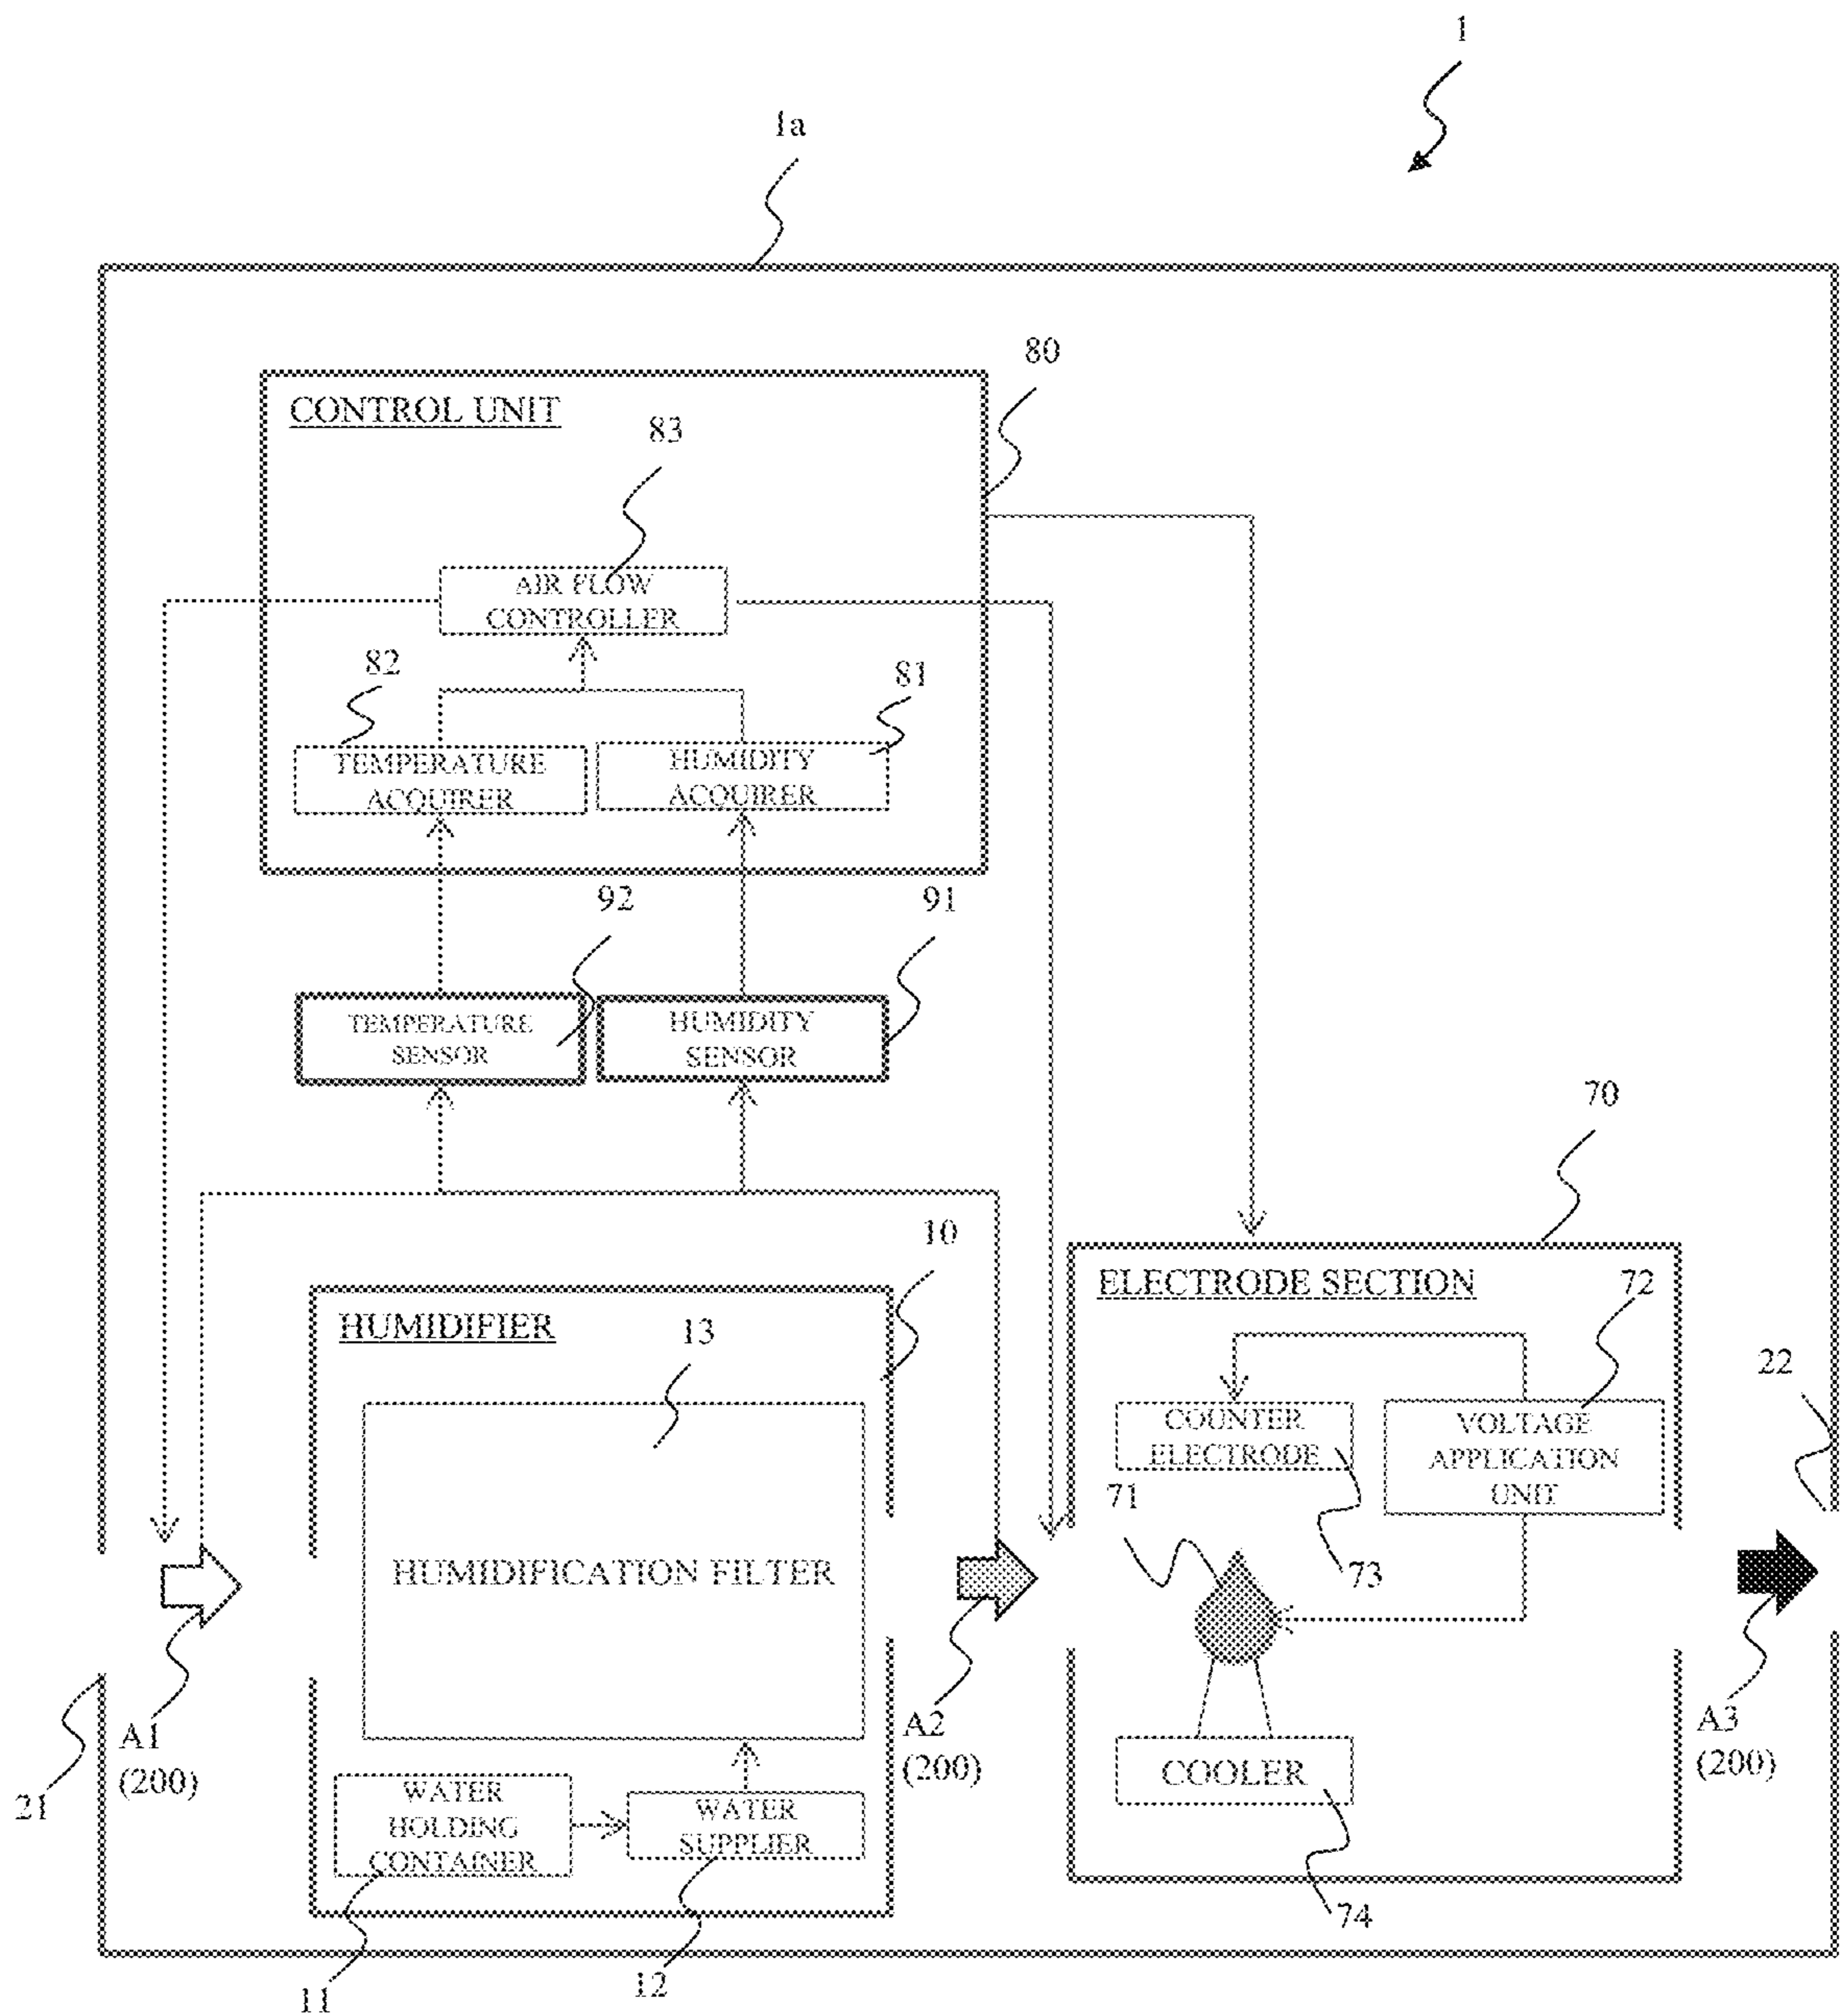 1
1a
80
CONTROL UNIT
83
AIR FLOW
CONTROLLER
82
81
TEMPERATURE
ACQUIRER
HUMIDITY
ACQUIRER
92
91
TEMPERATURE
SENSOR
HUMIDITY
SENSOR
70
10
ELECTRODE SECTION
72
HUMIDIFIER
13
22
COUNTER
ELECTRODE
VOLTAGE
APPLICATION
UNIT
71
73
HUMIDIFICATION FILTER
A1
(200)
A2
(200)
A3
(200)
21
COOLER
WATER
HOLDING
CONTAINER
WATER
SUPPLIER
74
11
12